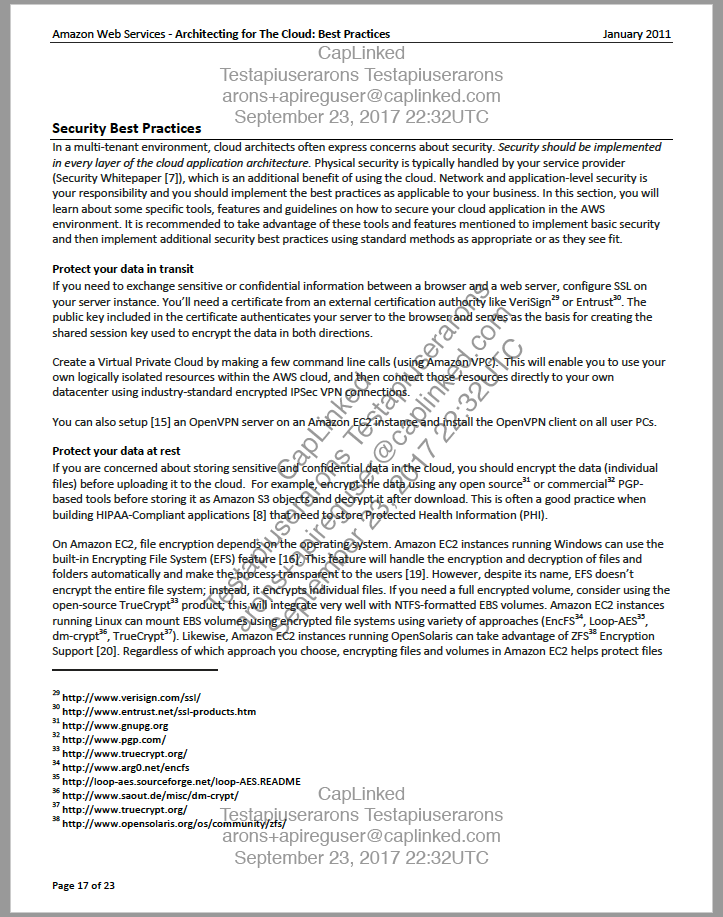 Amazon Web Services - Architecting for The Cloud: Best Practices January 2011
CapLinked
Testapiuserarons Testapiuserarons
arons+apireguser@caplinked.com
September 23, 2017 22:32UTC
Security Best Practices
In a multi-tenant environment, cloud architects often express concerns about security. Security should be implemented
in every layer of the cloud application architecture. Physical security is typically handled by your service provider
(Security Whitepaper [7]), which is an additional benefit of using the cloud. Network and application-level security is
your responsibility and you should implement the best practices as applicable to your business. In this section, you will
learn about some specific tools, features and guidelines on how to secure your cloud application in the AWS
environment. It is recommended to take advantage of these tools and features mentioned to implement basic security
and then implement additional security best practices using standard methods as appropriate or as they see fit.
Protect your data in transit
If you need to exchange sensitive or confidential information between a browser and a web server, configure SSL on
your server instance. You’ll need a certificate from an external certification authority like VeriSign29 or Entrust30. The
public key included in the certificate authenticates your server to the browser and serves as the basis for creating the
shared session key used to encrypt the data in both directions.
Create a Virtual Private Cloud by making a few command line calls (using Amazon VPC). This will enable you to use your
own logically isolated resources within the AWS cloud, and then connect those resources directly to your own
datacenter using industry-standard encrypted IPSec VPN connections.
You can also setup [15] an OpenVPN server on an Amazon EC2 instance and install the OpenVPN client on all user PCs.
Protect your data at rest
If you are concerned about storing sensitive and confidential data in the cloud, you should encrypt the data (individual
files) before uploading it to the cloud. For example, encrypt the data using any open source31 or commercial32 PGP-
based tools before storing it as Amazon S3 objects and decrypt it after download. This is often a good practice when
building HIPAA-Compliant applications [8] that need to store Protected Health Information (PHI).
On Amazon EC2, file encryption depends on the operating system. Amazon EC2 instances running Windows can use the
built-in Encrypting File System (EFS) feature [16]. This feature will handle the encryption and decryption of files and
folders automatically and make the process transparent to the users [19]. However, despite its name, EFS doesn’t
encrypt the entire file system; instead, it encrypts individual files. If you need a full encrypted volume, consider using the
open-source TrueCrypt33 product; this will integrate very well with NTFS-formatted EBS volumes. Amazon EC2 instances
running Linux can mount EBS volumes using encrypted file systems using variety of approaches (EncFS34, Loop-AES35,
dm-crypt36, TrueCrypt37). Likewise, Amazon EC2 instances running OpenSolaris can take advantage of ZFS38 Encryption
Support [20]. Regardless of which approach you choose, encrypting files and volumes in Amazon EC2 helps protect files
CapLinked
Testapiuserarons Testapiuserarons
arons+apireguser@caplinked.com
September 23, 2017 22:32UTC
29 http://www.verisign.com/ssl/
30 http://www.entrust.net/ssl-products.htm
31 http://www.gnupg.org
32 http://www.pgp.com/
33 http://www.truecrypt.org/
34 http://www.arg0.net/encfs
35 http://loop-aes.sourceforge.net/loop-AES.README
36 http://www.saout.de/misc/dm-crypt/
37 http://www.truecrypt.org/
38 http://www.opensolaris.org/os/community/zfs/
CapLinked
Testapiuserarons Testapiuserarons
arons+apireguser@caplinked.com
September 23, 2017 22:32UTC
Page 17 of 23